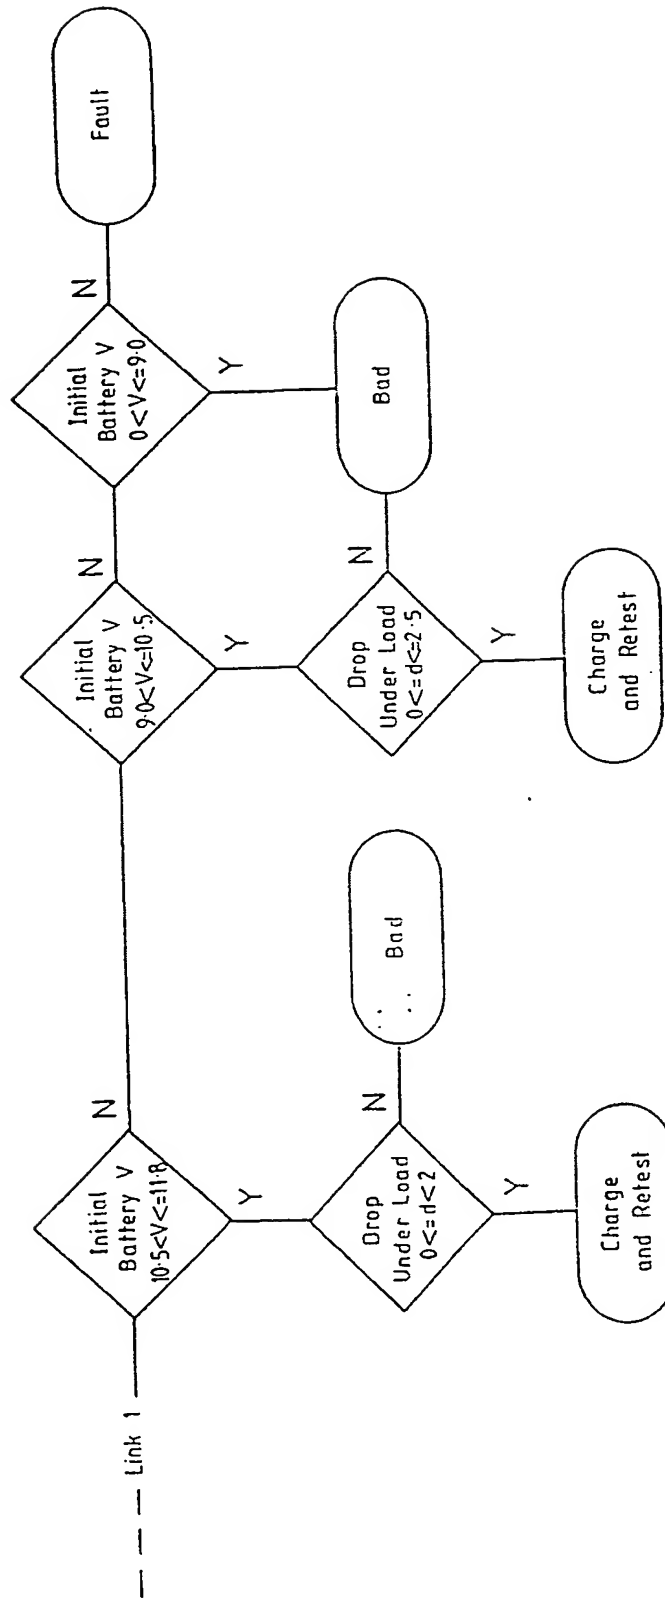 Link 1
Initial
Battery V
10·5<V<=11·8
N
Y
Drop
Under Load
0<=d<2
N
Bad
Y
Charge
and Retest
Initial
Battery V
9·0<V<=10·5
N
Y
Drop
Under Load
0<=d<=2·5
N
Bad
Y
Charge
and Retest
Initial
Battery V
0<V<=9·0
N
Y
Fault